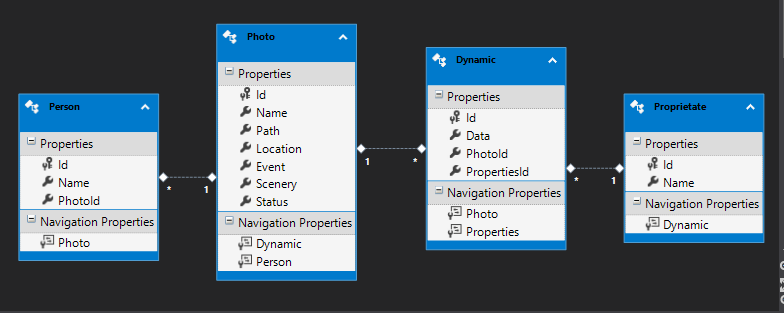 Person
Properties
Id
Name
PhotoId
Navigation Properties
Photo
* 1
Photo
Properties
Id
Name
Path
Location
Event
Scenery
Status
Navigation Properties
Dynamic
Person
1 *
Dynamic
Properties
Id
Data
PhotoId
PropertiesId
Navigation Properties
Photo
Properties
* 1
Proprietate
Properties
Id
Name
Navigation Properties
Dynamic